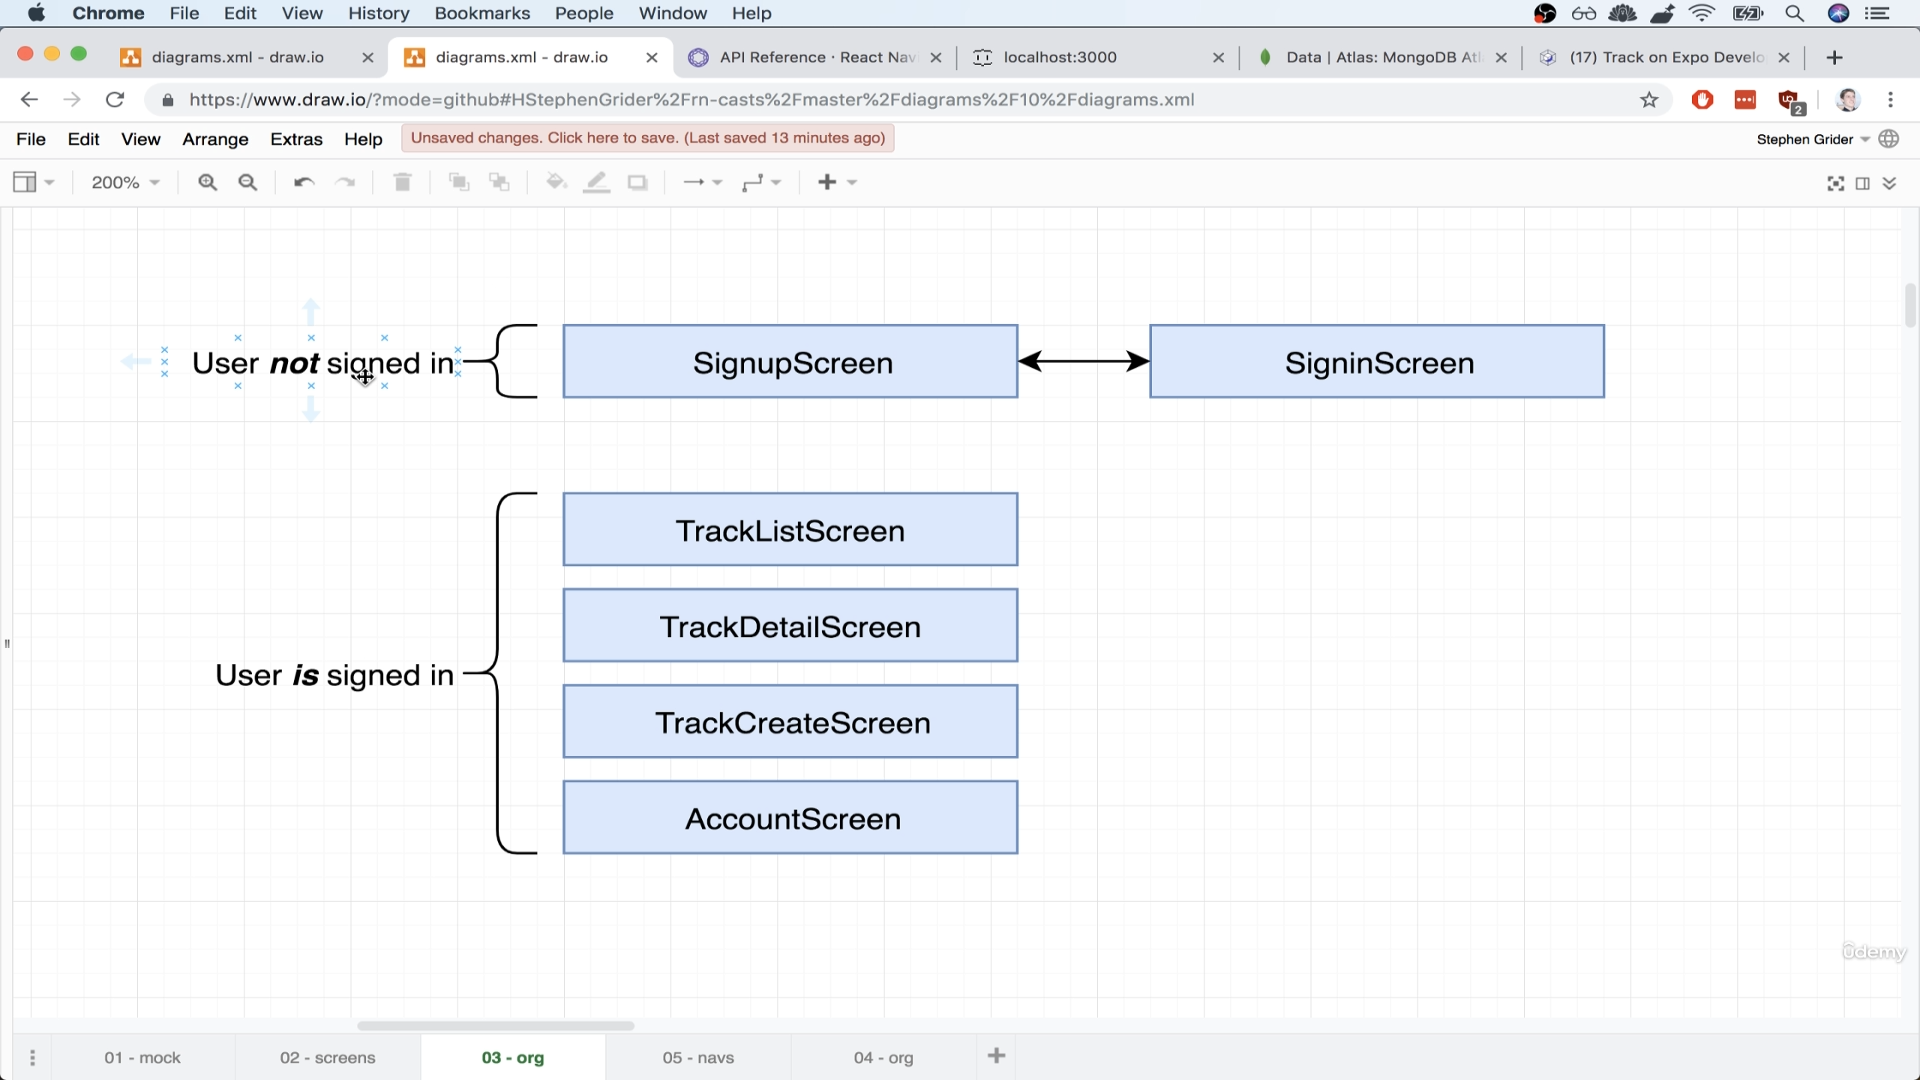 Chrome File Edit View History Bookmarks People Window Help
diagrams.xml - draw.io
diagrams.xml - draw.io
API Reference · React Nav
localhost:3000
Data | Atlas: MongoDB Atl
(17) Track on Expo Develo
https://www.draw.io/?mode=github#HStephenGrider%2Frn-casts%2Fmaster%2Fdiagrams%2F10%2Fdiagrams.xml
2
File Edit View Arrange Extras Help
Unsaved changes. Click here to save. (Last saved 13 minutes ago)
Stephen Grider
200%
User not signed in
SignupScreen
SigninScreen
TrackListScreen
TrackDetailScreen
User is signed in
TrackCreateScreen
AccountScreen
ûdemy
01 - mock
02 - screens
03 - org
05 - navs
04 - org